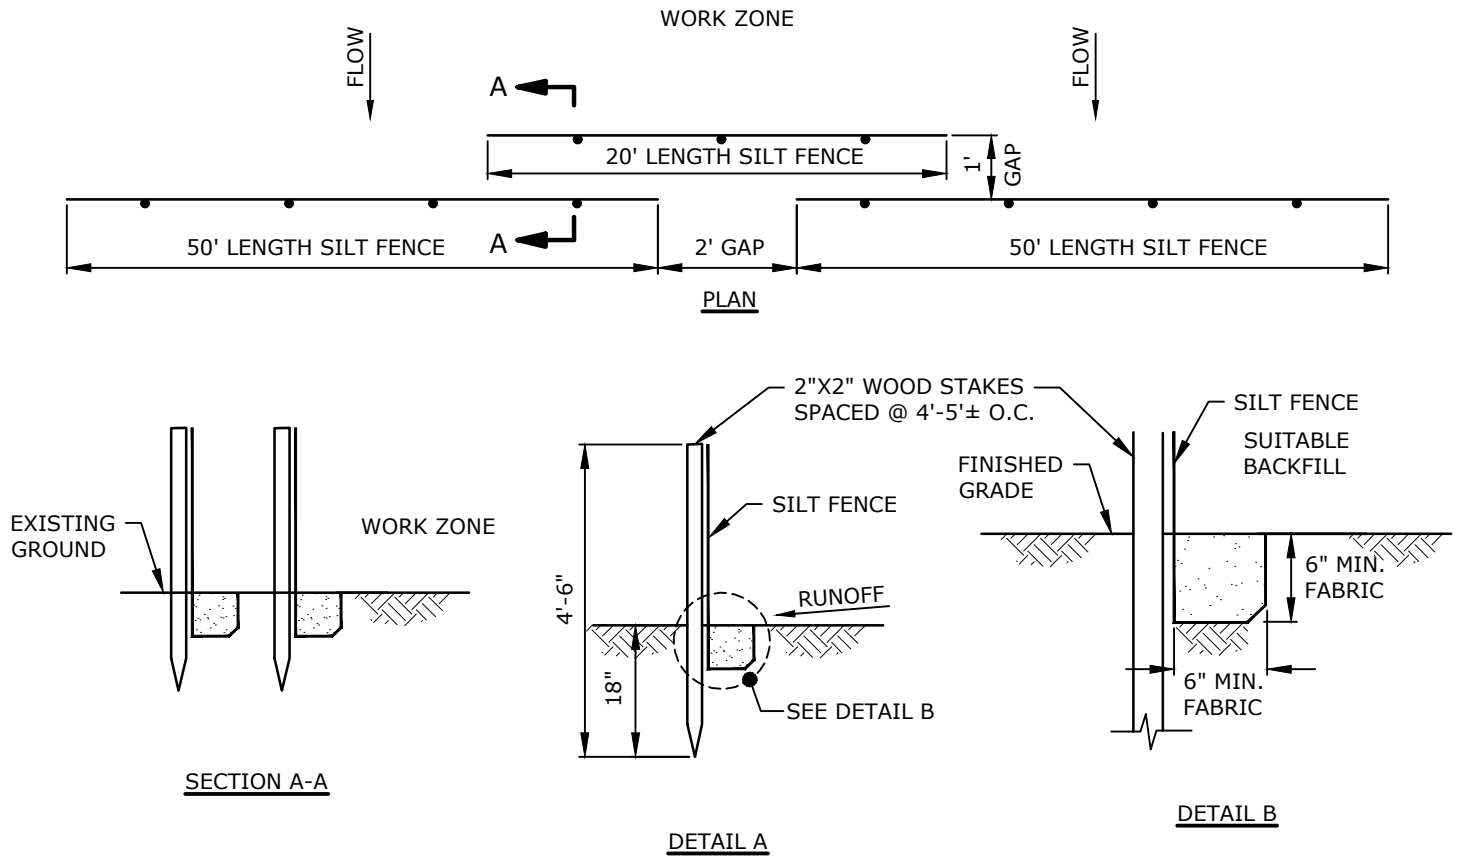 WORK ZONE
FLOW
FLOW
A
20' LENGTH SILT FENCE
1'
GAP
A
50' LENGTH SILT FENCE
2' GAP
50' LENGTH SILT FENCE
PLAN
EXISTING
GROUND
WORK ZONE
SECTION A-A
2"X2" WOOD STAKES
SPACED @ 4'-5'± O.C.
SILT FENCE
4'-6"
RUNOFF
18"
SEE DETAIL B
DETAIL A
SILT FENCE
SUITABLE
BACKFILL
FINISHED
GRADE
6" MIN.
FABRIC
6" MIN.
FABRIC
DETAIL B